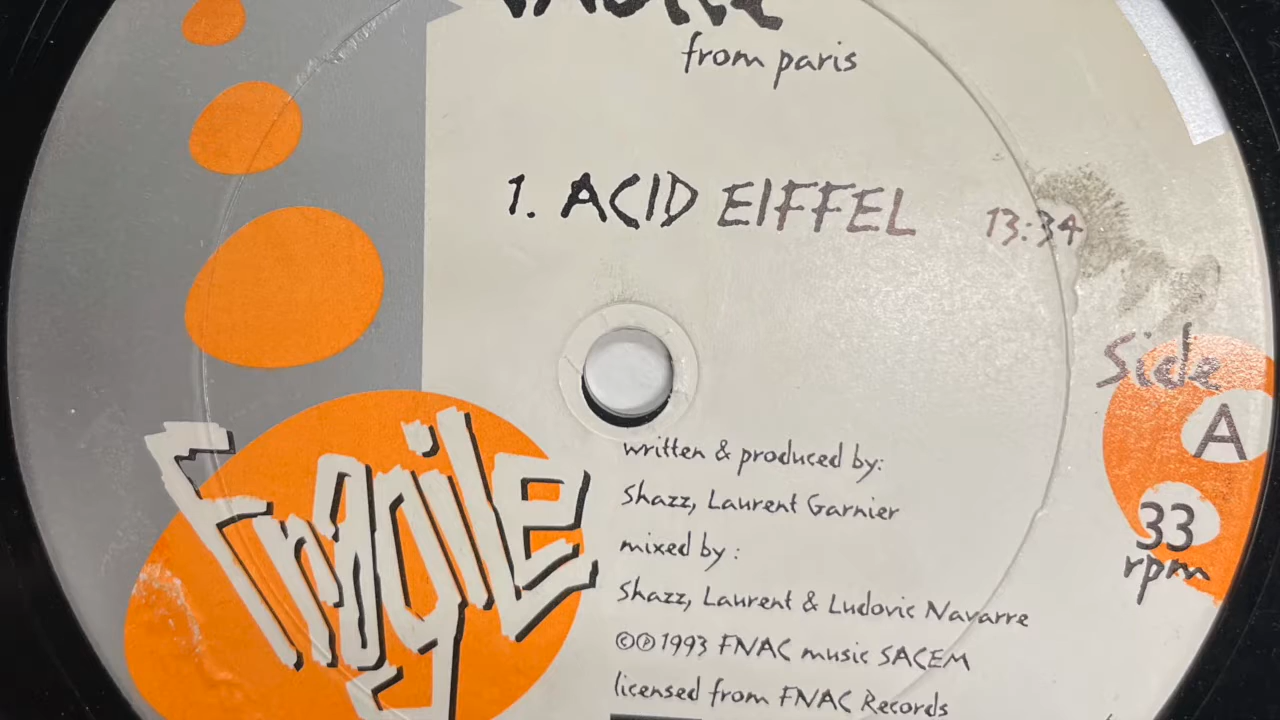 from paris
1. ACID EIFFEL 13:34
Side
A
33
rpm
Fragile
written & produced by:
Shazz, Laurent Garnier
mixed by:
Shazz, Laurent & Ludovic Navarre
©℗1993 FNAC music SACEM
licensed from FNAC Records